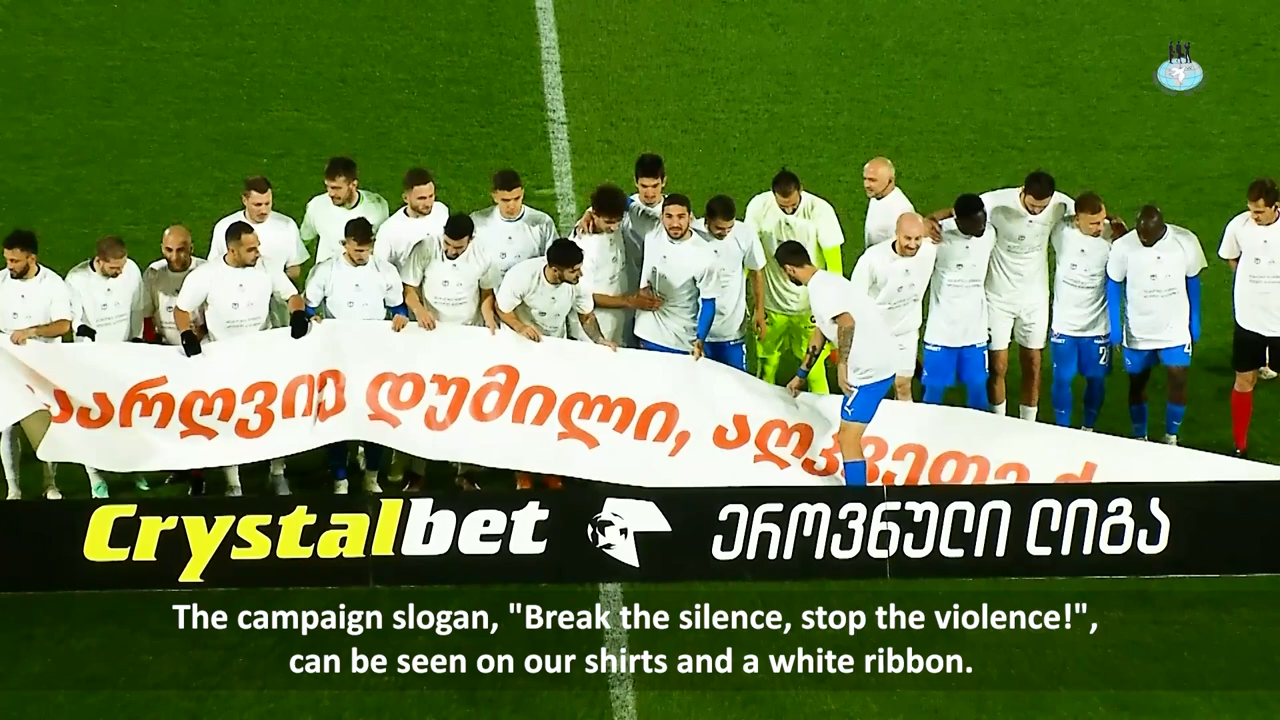 დაარღვიე დუმილი, აღკვეთე ძ
Crystalbet ეროვნული ლიგა
The campaign slogan, "Break the silence, stop the violence!",
can be seen on our shirts and a white ribbon.